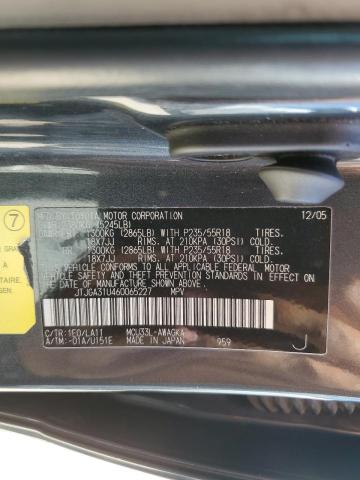 7
MFD. BY: TOYOTA MOTOR CORPORATION 12/05
(5245LB)
1300KG (2865LB) WITH P235/55R18 TIRES.
18X7JJ RIMS. AT 210KPA (30PSI) COLD.
1300KG (2865LB) WITH P235/55R18 TIRES.
18X7JJ RIMS. AT 210KPA (30PSI) COLD.
THIS VEHICLE CONFORMS TO ALL APPLICABLE FEDERAL MOTOR
VEHICLE SAFETY AND THEFT PREVENTION STANDARDS IN EFFECT
ON THE DATE OF MANUFACTURE SHOWN ABOVE.
JTJGA31U460065227 MPV
C/TR:1E0/LA11 MCU33L-AWAGKA
A/TM:-01A/U151E MADE IN JAPAN 959 J